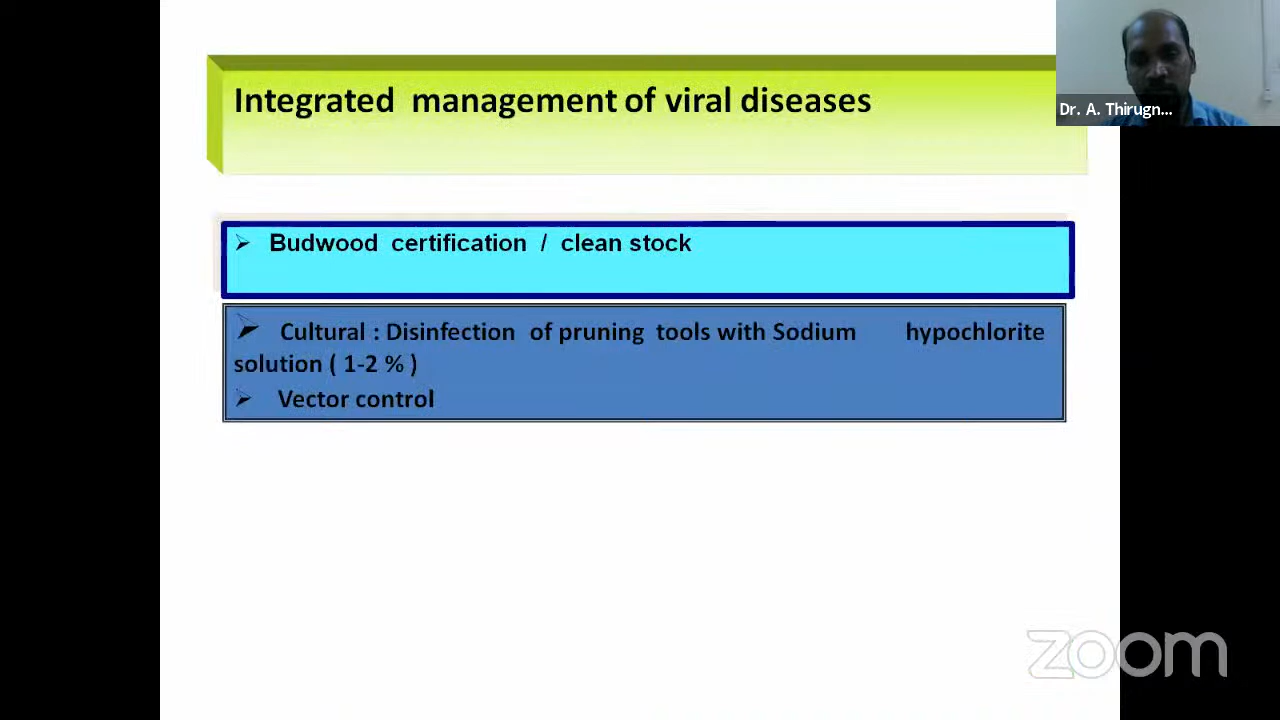 Integrated management of viral diseases
Dr. A. Thirugn...
➢ Budwood certification / clean stock
➢ Cultural : Disinfection of pruning tools with Sodium hypochlorite
solution ( 1-2 % )
➢ Vector control
zoom